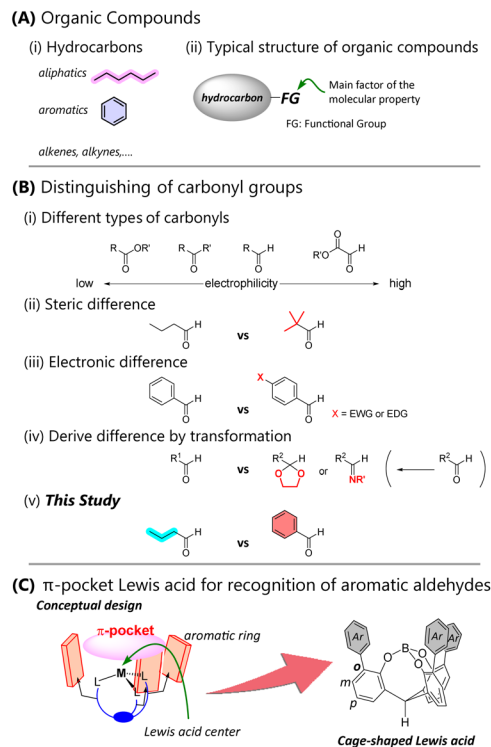 (A) Organic Compounds
(i) Hydrocarbons
(ii) Typical structure of organic compounds
aliphatics
aromatics
alkenes, alkynes,....
hydrocarbon
FG
Main factor of the
molecular property
FG: Functional Group
(B) Distinguishing of carbonyl groups
(i) Different types of carbonyls
R OR'
O
R R'
O
R H
O
O
R'O H
O
low electrophilicity high
(ii) Steric difference
H
O
vs
H
O
(iii) Electronic difference
H
O
vs
X
H
O
X = EWG or EDG
(iv) Derive difference by transformation
R1 H
O
vs
R2 H
O O
or
R2 H
NR'
R2 H
O
(v) This Study
H
O
vs
H
O
(C) π-pocket Lewis acid for recognition of aromatic aldehydes
Conceptual design
π-pocket
aromatic ring
M
L
L
L
Lewis acid center
Ar
Ar
Ar
B
O
O
O
o
m
p
H
Cage-shaped Lewis acid